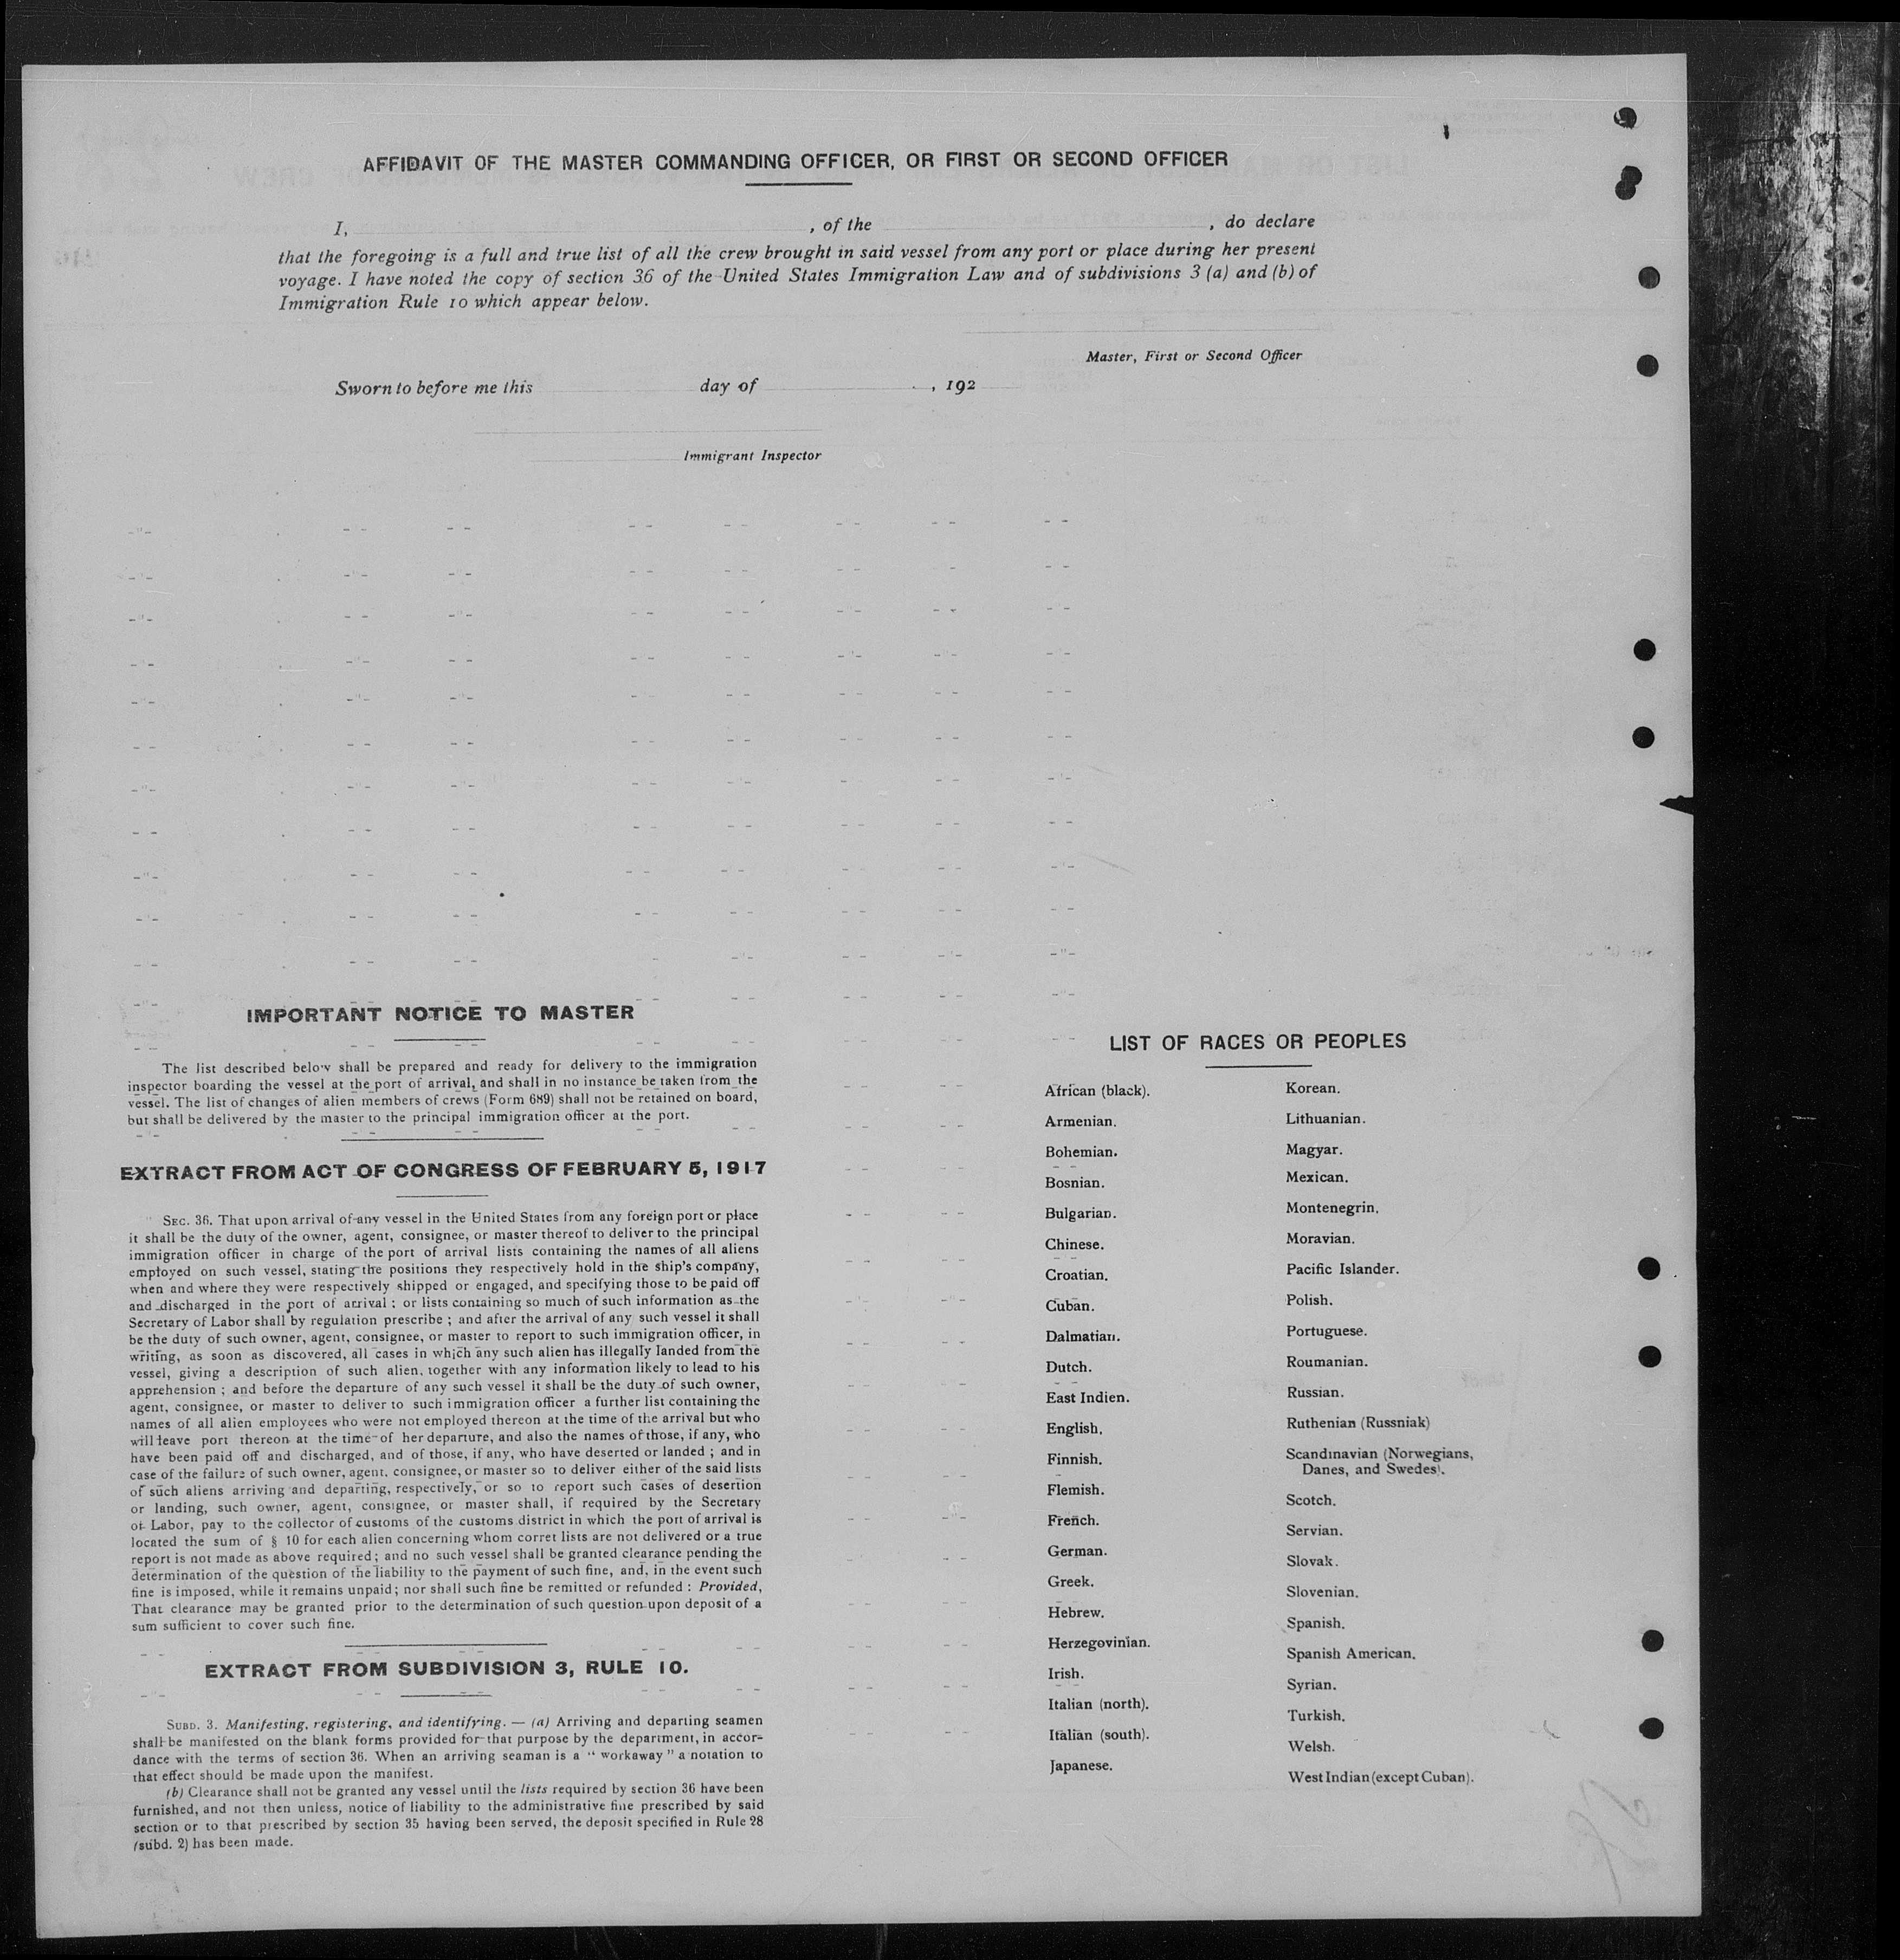 AFFIDAVIT OF THE MASTER COMMANDING OFFICER, OR FIRST OR SECOND OFFICER
I, , of the , do declare
that the foregoing is a full and true list of all the crew brought in said vessel from any port or place during her present
voyage. I have noted the copy of section 36 of the United States Immigration Law and of subdivisions 3 (a) and (b) of
Immigration Rule 10 which appear below.
Master, First or Second Officer
Sworn to before me this day of , 192
Immigrant Inspector
IMPORTANT NOTICE TO MASTER
The list described below shall be prepared and ready for delivery to the immigration
inspector boarding the vessel at the port of arrival, and shall in no instance be taken from the
vessel. The list of changes of alien members of crews (Form 689) shall not be retained on board,
but shall be delivered by the master to the principal immigration officer at the port.
EXTRACT FROM ACT OF CONGRESS OF FEBRUARY 5, 1917
SEC. 36. That upon arrival of any vessel in the United States from any foreign port or place
it shall be the duty of the owner, agent, consignee, or master thereof to deliver to the principal
immigration officer in charge of the port of arrival lists containing the names of all aliens
employed on such vessel, stating the positions they respectively hold in the ship's company,
when and where they were respectively shipped or engaged, and specifying those to be paid off
and discharged in the port of arrival; or lists containing so much of such information as the
Secretary of Labor shall by regulation prescribe; and after the arrival of any such vessel it shall
be the duty of such owner, agent, consignee, or master to report to such immigration officer, in
writing, as soon as discovered, all cases in which any such alien has illegally landed from the
vessel, giving a description of such alien, together with any information likely to lead to his
apprehension; and before the departure of any such vessel it shall be the duty of such owner,
agent, consignee, or master to deliver to such immigration officer a further list containing the
names of all alien employees who were not employed thereon at the time of the arrival but who
will leave port thereon at the time of her departure, and also the names of those, if any, who
have been paid off and discharged, and of those, if any, who have deserted or landed; and in
case of the failure of such owner, agent, consignee, or master so to deliver either of the said lists
of such aliens arriving and departing, respectively, or so to report such cases of desertion
or landing, such owner, agent, consignee, or master shall, if required by the Secretary
of Labor, pay to the collector of customs of the customs district in which the port of arrival is
located the sum of § 10 for each alien concerning whom corret lists are not delivered or a true
report is not made as above required; and no such vessel shall be granted clearance pending the
determination of the question of the liability to the payment of such fine, and, in the event such
fine is imposed, while it remains unpaid; nor shall such fine be remitted or refunded: Provided,
That clearance may be granted prior to the determination of such question upon deposit of a
sum sufficient to cover such fine.
EXTRACT FROM SUBDIVISION 3, RULE 10.
SUBD. 3. Manifesting, registering, and identifying. — (a) Arriving and departing seamen
shall be manifested on the blank forms provided for that purpose by the department, in accor-
dance with the terms of section 36. When an arriving seaman is a "workaway" a notation to
that effect should be made upon the manifest.
(b) Clearance shall not be granted any vessel until the lists required by section 36 have been
furnished, and not then unless, notice of liability to the administrative fine prescribed by said
section or to that prescribed by section 35 having been served, the deposit specified in Rule 28
(subd. 2) has been made.
LIST OF RACES OR PEOPLES
African (black).
Armenian.
Bohemian.
Bosnian.
Bulgarian.
Chinese.
Croatian.
Cuban.
Dalmatian.
Dutch.
East Indien.
English.
Finnish.
Flemish.
French.
German.
Greek.
Hebrew.
Herzegovinian.
Irish.
Italian (north).
Italian (south).
Japanese.
Korean.
Lithuanian.
Magyar.
Mexican.
Montenegrin.
Moravian.
Pacific Islander.
Polish.
Portuguese.
Roumanian.
Russian.
Ruthenian (Russniak)
Scandinavian (Norwegians,
Danes, and Swedes).
Scotch.
Servian.
Slovak.
Slovenian.
Spanish.
Spanish American.
Syrian.
Turkish.
Welsh.
West Indian (except Cuban).